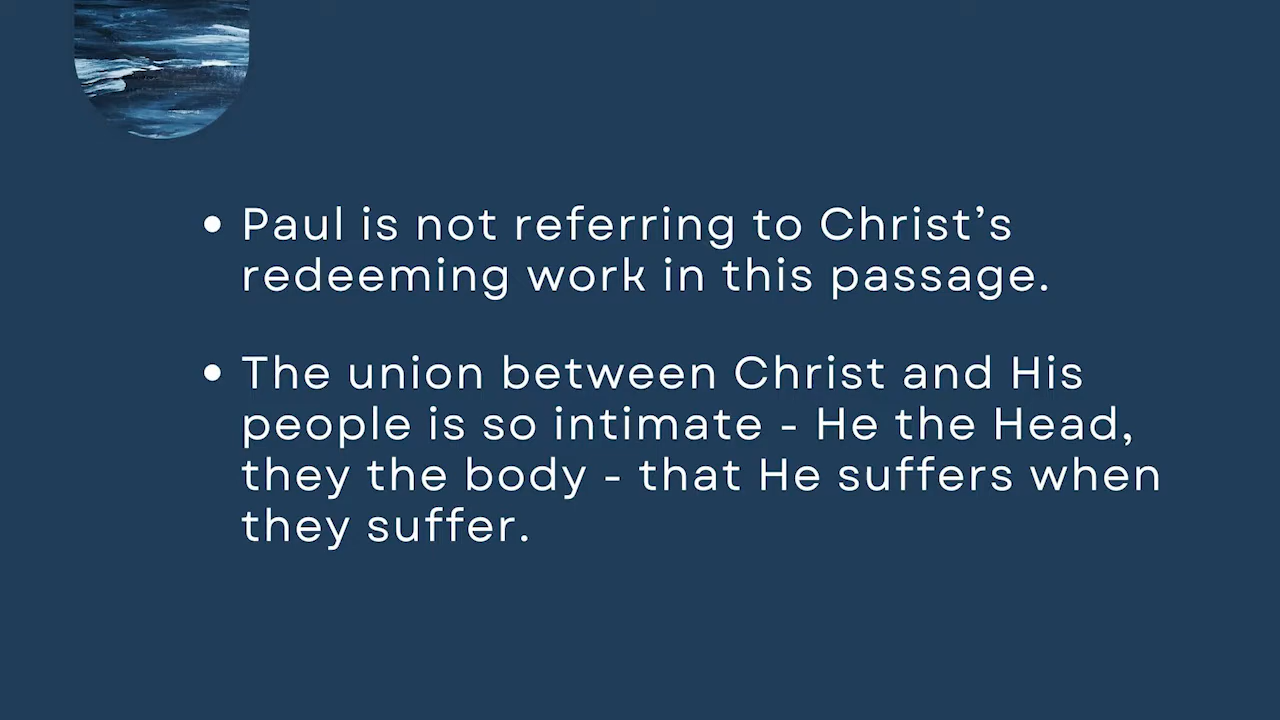 • Paul is not referring to Christ’s
redeeming work in this passage.
• The union between Christ and His
people is so intimate - He the Head,
they the body - that He suffers when
they suffer.